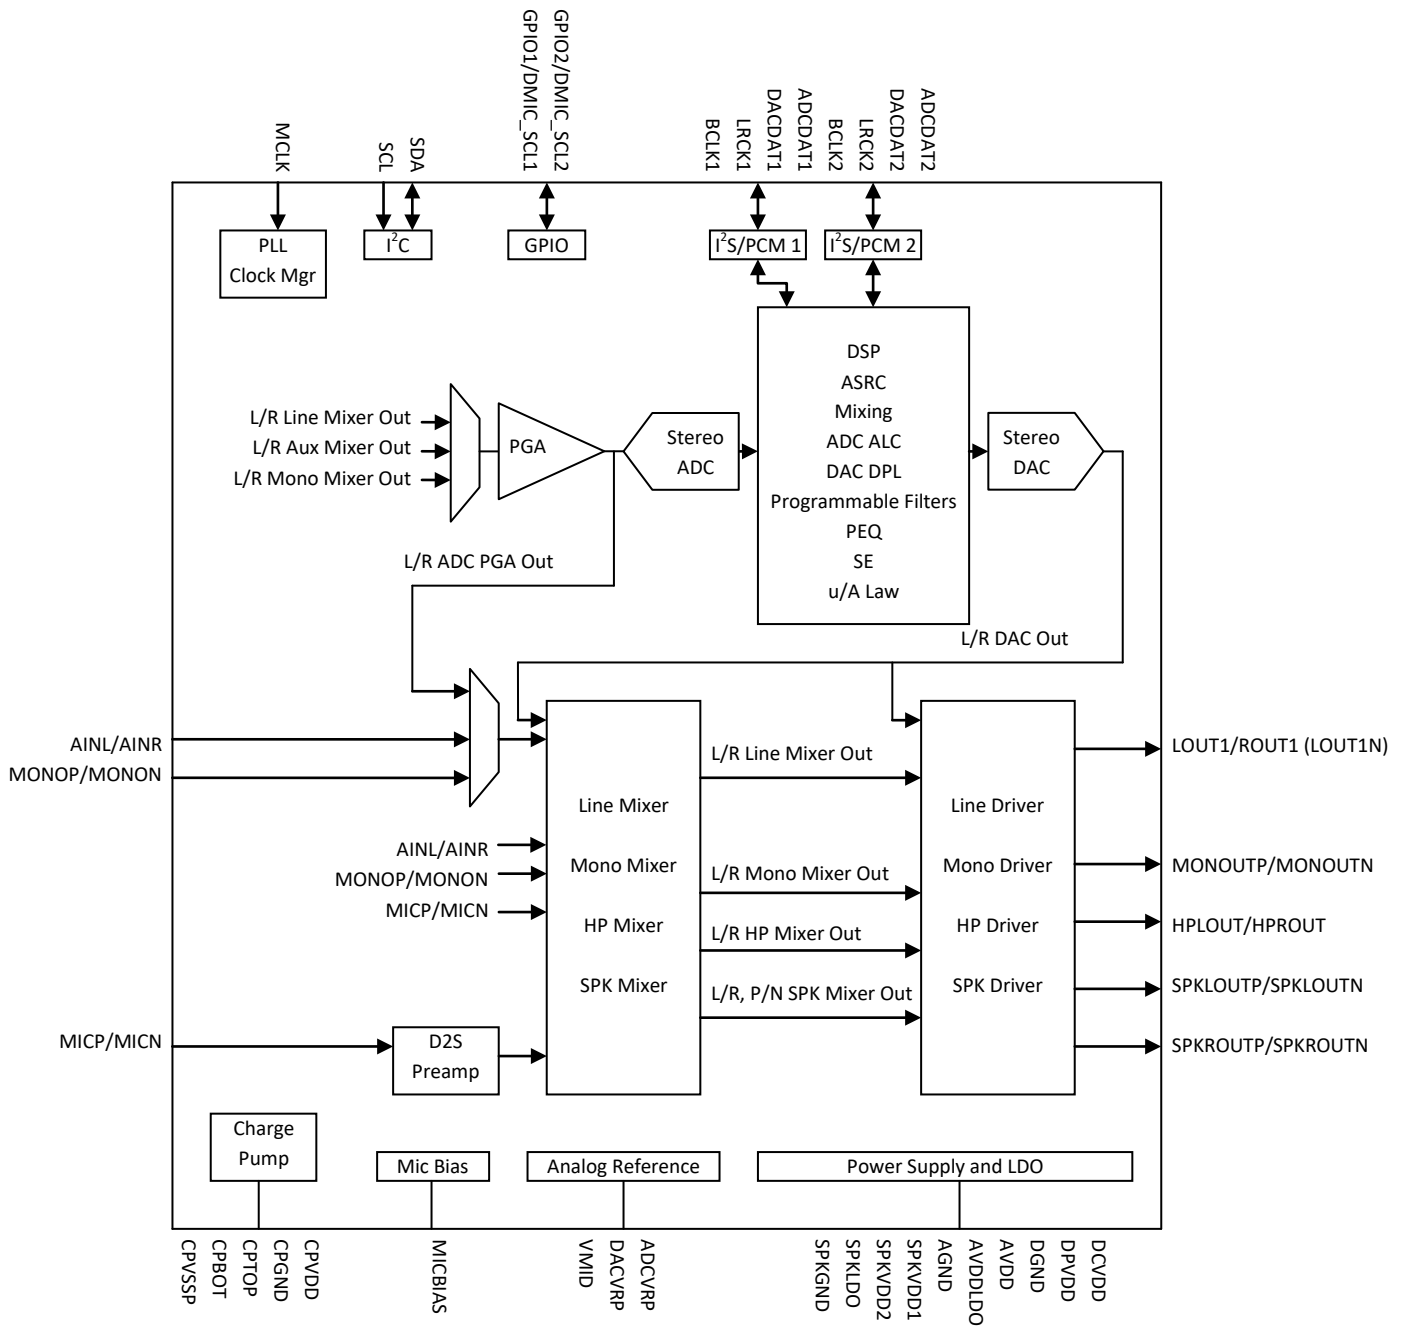 GPIO1/DMIC_SCL1
GPIO2/DMIC_SCL2
MCLK
SCL
SDA
BCLK1
LRCK1
DACDAT1
ADCDAT1
BCLK2
LRCK2
DACDAT2
ADCDAT2
PLL
Clock Mgr
I²C
GPIO
I²S/PCM 1
I²S/PCM 2
L/R Line Mixer Out
L/R Aux Mixer Out
L/R Mono Mixer Out
PGA
Stereo
ADC
DSP
ASRC
Mixing
ADC ALC
DAC DPL
Programmable Filters
PEQ
SE
u/A Law
Stereo
DAC
L/R ADC PGA Out
L/R DAC Out
AINL/AINR
MONOP/MONON
AINL/AINR
MONOP/MONON
MICP/MICN
MICP/MICN
D2S
Preamp
Line Mixer
Mono Mixer
HP Mixer
SPK Mixer
L/R Line Mixer Out
L/R Mono Mixer Out
L/R HP Mixer Out
L/R, P/N SPK Mixer Out
Line Driver
Mono Driver
HP Driver
SPK Driver
LOUT1/ROUT1 (LOUT1N)
MONOUTP/MONOUTN
HPLOUT/HPROUT
SPKLOUTP/SPKLOUTN
SPKROUTP/SPKROUTN
Charge
Pump
Mic Bias
Analog Reference
Power Supply and LDO
CPVSSP
CPBOT
CPTOP
CPGND
CPVDD
MICBIAS
VMID
DACVRP
ADCVRP
SPKGND
SPKLDO
SPKVDD2
SPKVDD1
AGND
AVDDLDO
AVDD
DGND
DPVDD
DCVDD